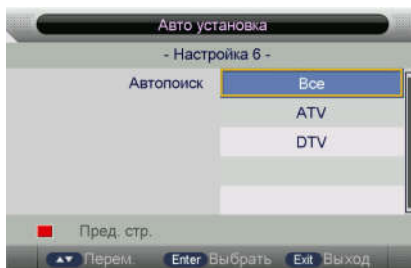 Авто установка
- Настройка 6 -
Автопоиск Все
ATV
DTV
Пред. стр.
Перем. Enter Выбрать Exit Выход